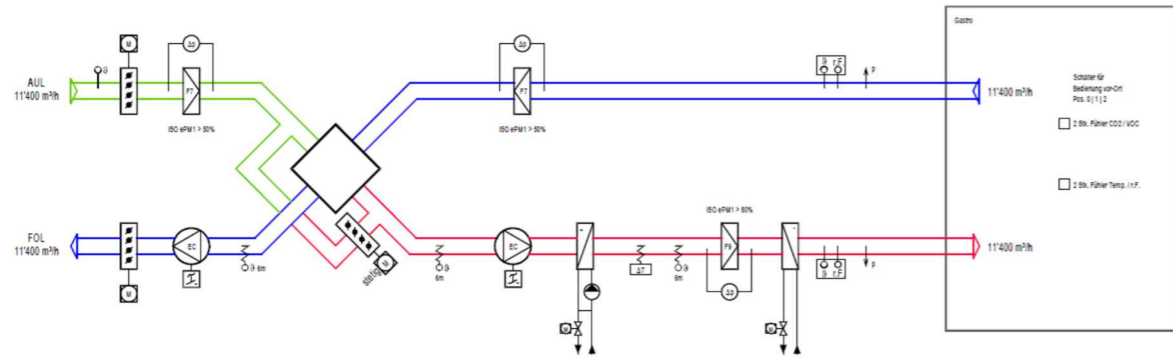 Gastro
M
Δp
Δp
ϑ
AUL
11'400 m³/h
F7
F7
ϑ r.F.
P
11'400 m³/h
Schalter für
Bedienung vor-Ort
Pos. 0 | 1 | 2
ISO ePM1 > 50%
ISO ePM1 > 50%
2 Stk. Fühler CO2 / VOC
2 Stk. Fühler Temp. / r.F.
ISO ePM1 > 80%
FOL
11'400 m³/h
EC
EC
F9
11'400 m³/h
ϑ
6m
stetig
M
ϑ
6m
ΔT
ϑ
6m
ϑ r.F.
P
M
Δp
M
M